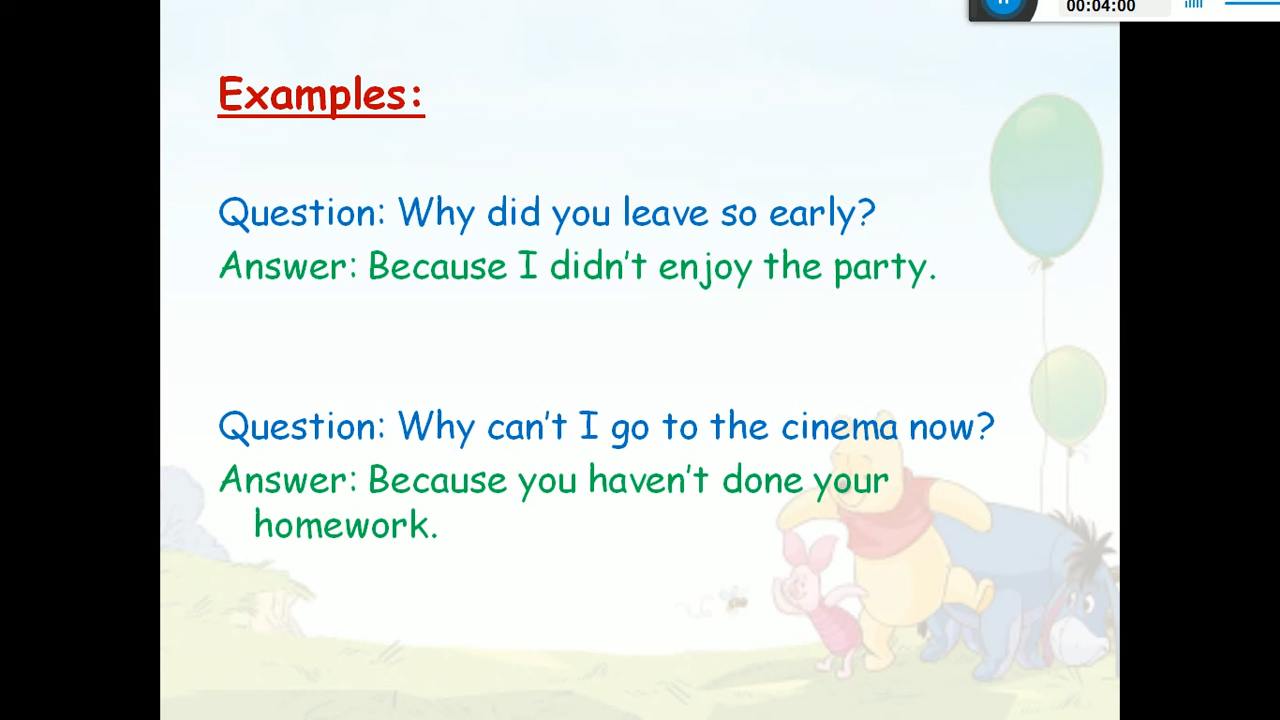 00:04:00
Examples:
Question: Why did you leave so early?
Answer: Because I didn't enjoy the party.
Question: Why can't I go to the cinema now?
Answer: Because you haven't done your
homework.